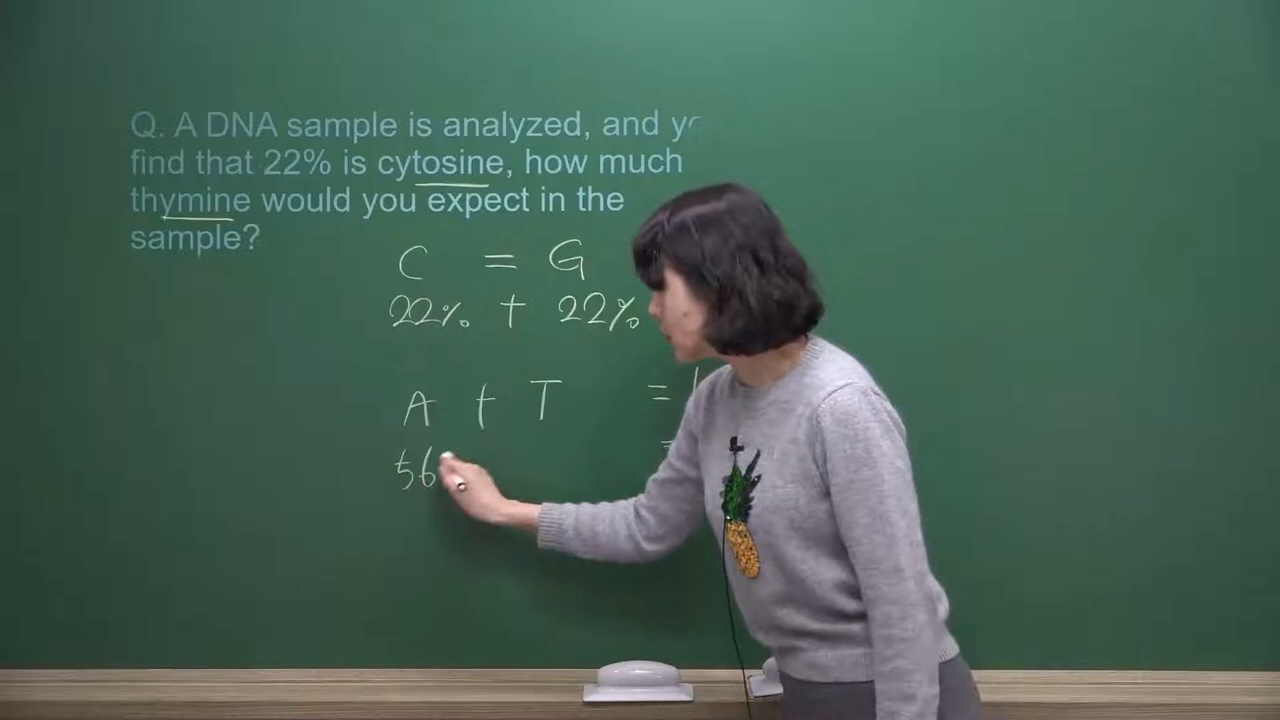 Q. A DNA sample is analyzed, and
find that 22% is cytosine, how much
thymine would you expect in the
sample?
C = G
22% + 22%
A + T =
56